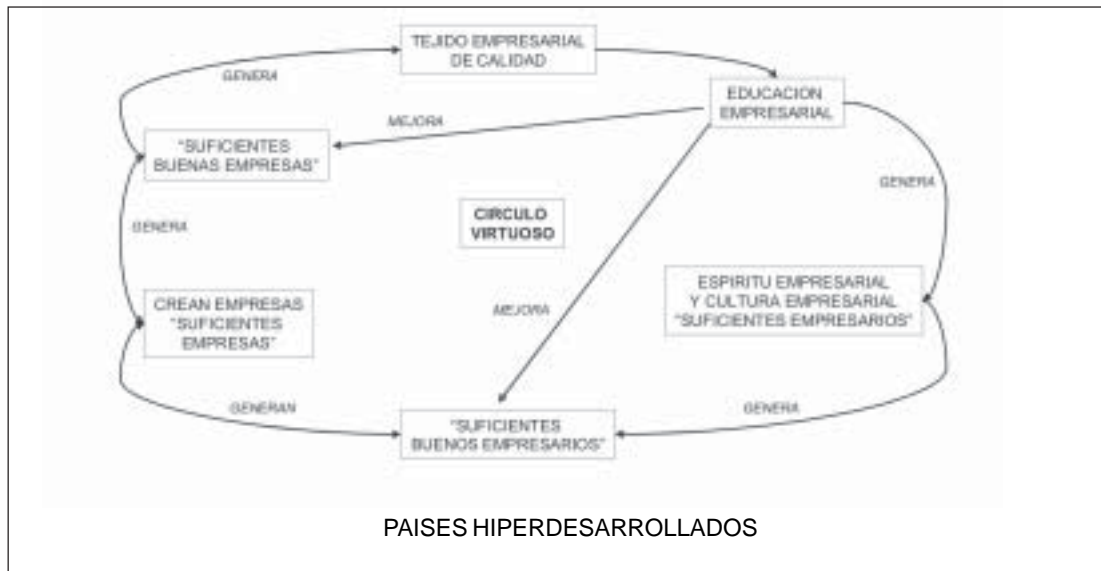 TEJIDO EMPRESARIAL
DE CALIDAD
GENERA
EDUCACION
EMPRESARIAL
MEJORA
"SUFICIENTES
BUENAS EMPRESAS"
GENERA
CIRCULO
VIRTUOSO
GENERA
ESPIRITU EMPRESARIAL
Y CULTURA EMPRESARIAL
"SUFICIENTES EMPRESARIOS"
CREAN EMPRESAS
"SUFICIENTES
EMPRESAS"
MEJORA
GENERAN
GENERA
"SUFICIENTES
BUENOS EMPRESARIOS"
PAISES HIPERDESARROLLADOS